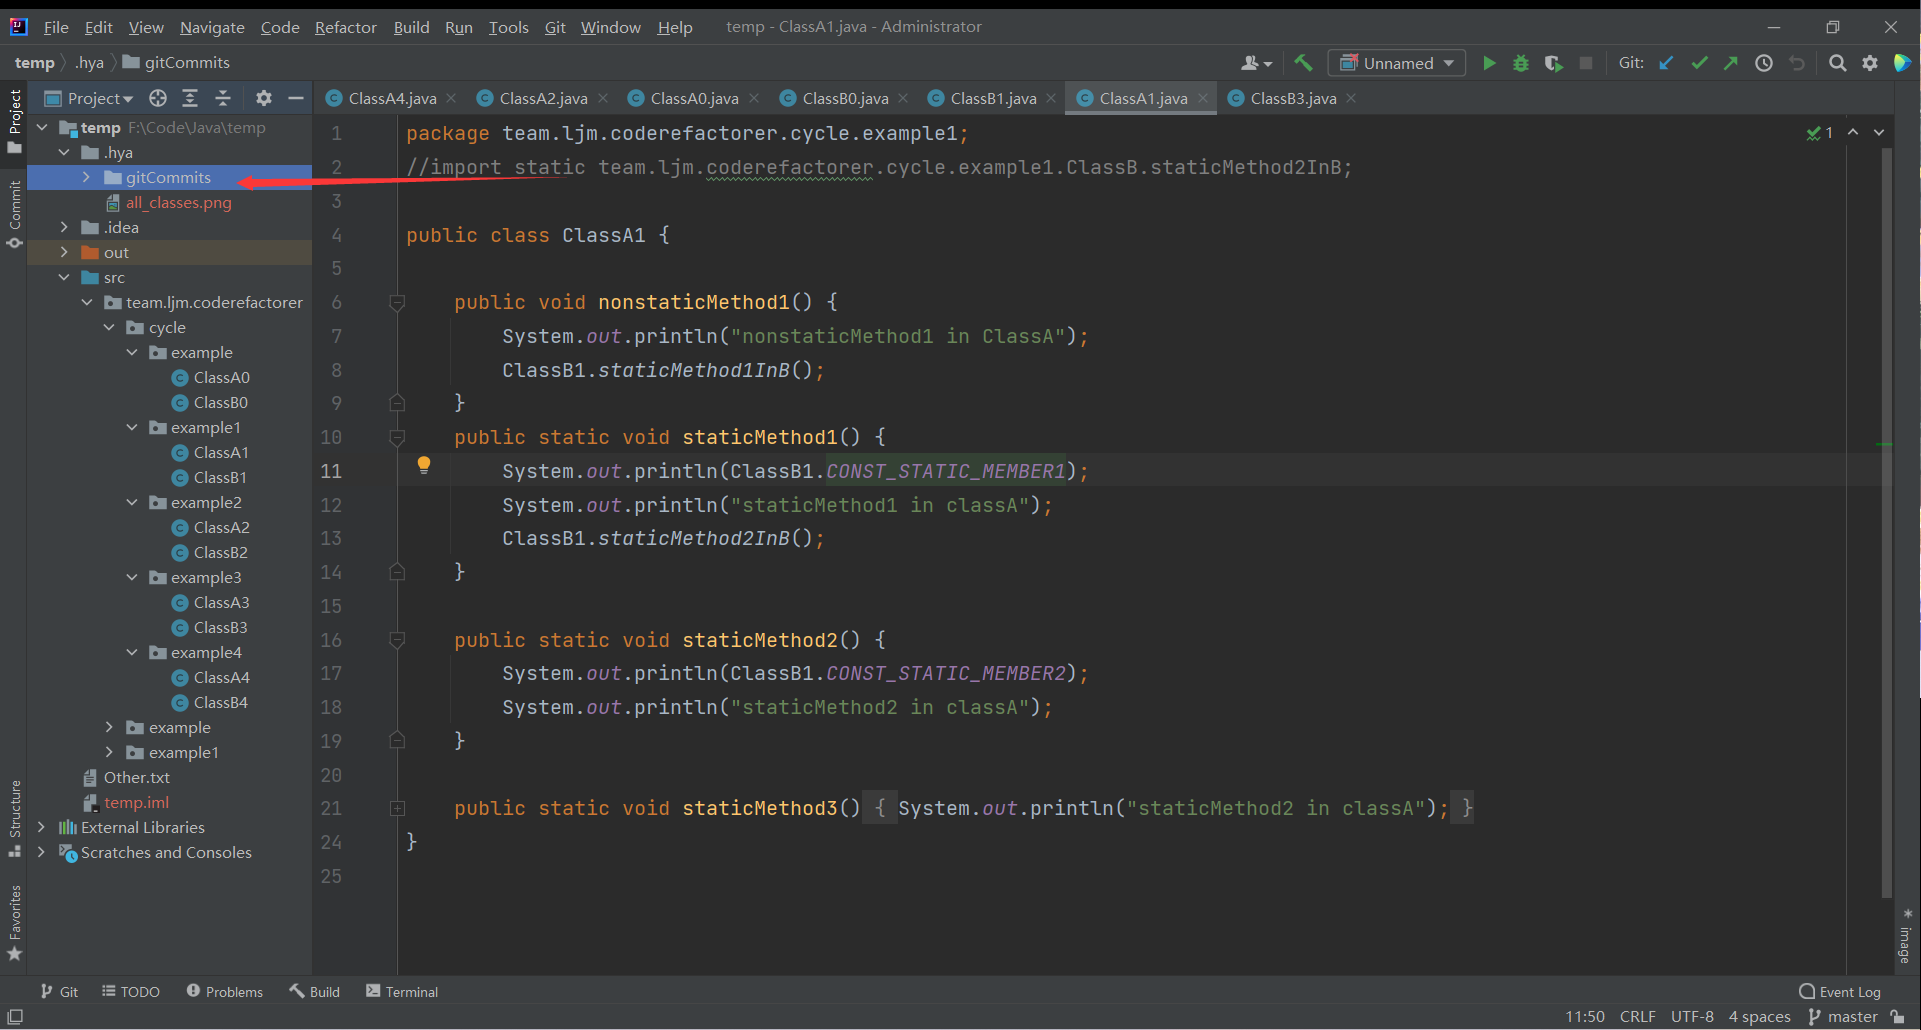 File Edit View Navigate Code Refactor Build Run Tools Git Window Help temp - ClassA1.java - Administrator
temp .hya gitCommits Unnamed Git:
Project ClassA4.java ClassA2.java ClassA0.java ClassB0.java ClassB1.java ClassA1.java ClassB3.java
Project
Commit
Structure
Favorites
temp F:\Code\Java\temp
.hya
gitCommits
all_classes.png
.idea
out
src
team.ljm.coderefactorer
cycle
example
ClassA0
ClassB0
example1
ClassA1
ClassB1
example2
ClassA2
ClassB2
example3
ClassA3
ClassB3
example4
ClassA4
ClassB4
example
example1
Other.txt
temp.iml
External Libraries
Scratches and Consoles
1 package team.ljm.coderefactorer.cycle.example1;
2 //import static team.ljm.coderefactorer.cycle.example1.ClassB.staticMethod2InB;
3
4 public class ClassA1 {
5
6 public void nonstaticMethod1() {
7 System.out.println("nonstaticMethod1 in ClassA");
8 ClassB1.staticMethod1InB();
9 }
10 public static void staticMethod1() {
11 System.out.println(ClassB1.CONST_STATIC_MEMBER1);
12 System.out.println("staticMethod1 in classA");
13 ClassB1.staticMethod2InB();
14 }
15
16 public static void staticMethod2() {
17 System.out.println(ClassB1.CONST_STATIC_MEMBER2);
18 System.out.println("staticMethod2 in classA");
19 }
20
21 public static void staticMethod3() { System.out.println("staticMethod2 in classA"); }
24 }
25
1
image
Git TODO Problems Build Terminal Event Log
11:50 CRLF UTF-8 4 spaces master